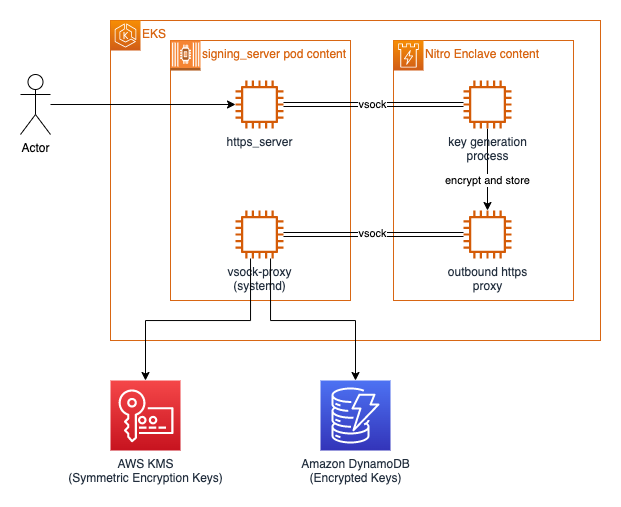 EKS
signing_server pod content
Nitro Enclave content
Actor
https_server
vsock
key generation
process
encrypt and store
vsock-proxy
(systemd)
vsock
outbound https
proxy
AWS KMS
(Symmetric Encryption Keys)
Amazon DynamoDB
(Encrypted Keys)